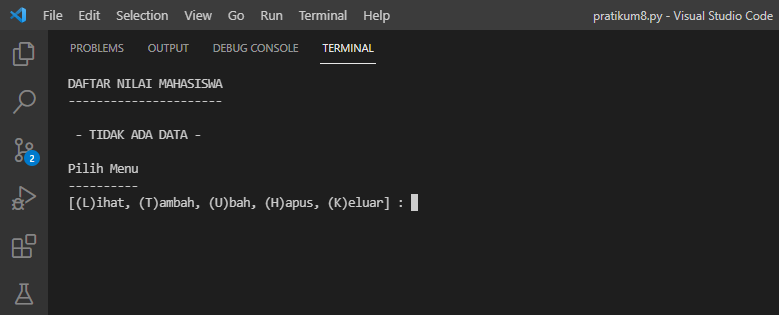 File Edit Selection View Go Run Terminal Help pratikum8.py - Visual Studio Code
PROBLEMS OUTPUT DEBUG CONSOLE TERMINAL
DAFTAR NILAI MAHASISWA
----------------------
- TIDAK ADA DATA -
Pilih Menu
----------
[(L)ihat, (T)ambah, (U)bah, (H)apus, (K)eluar] :
2